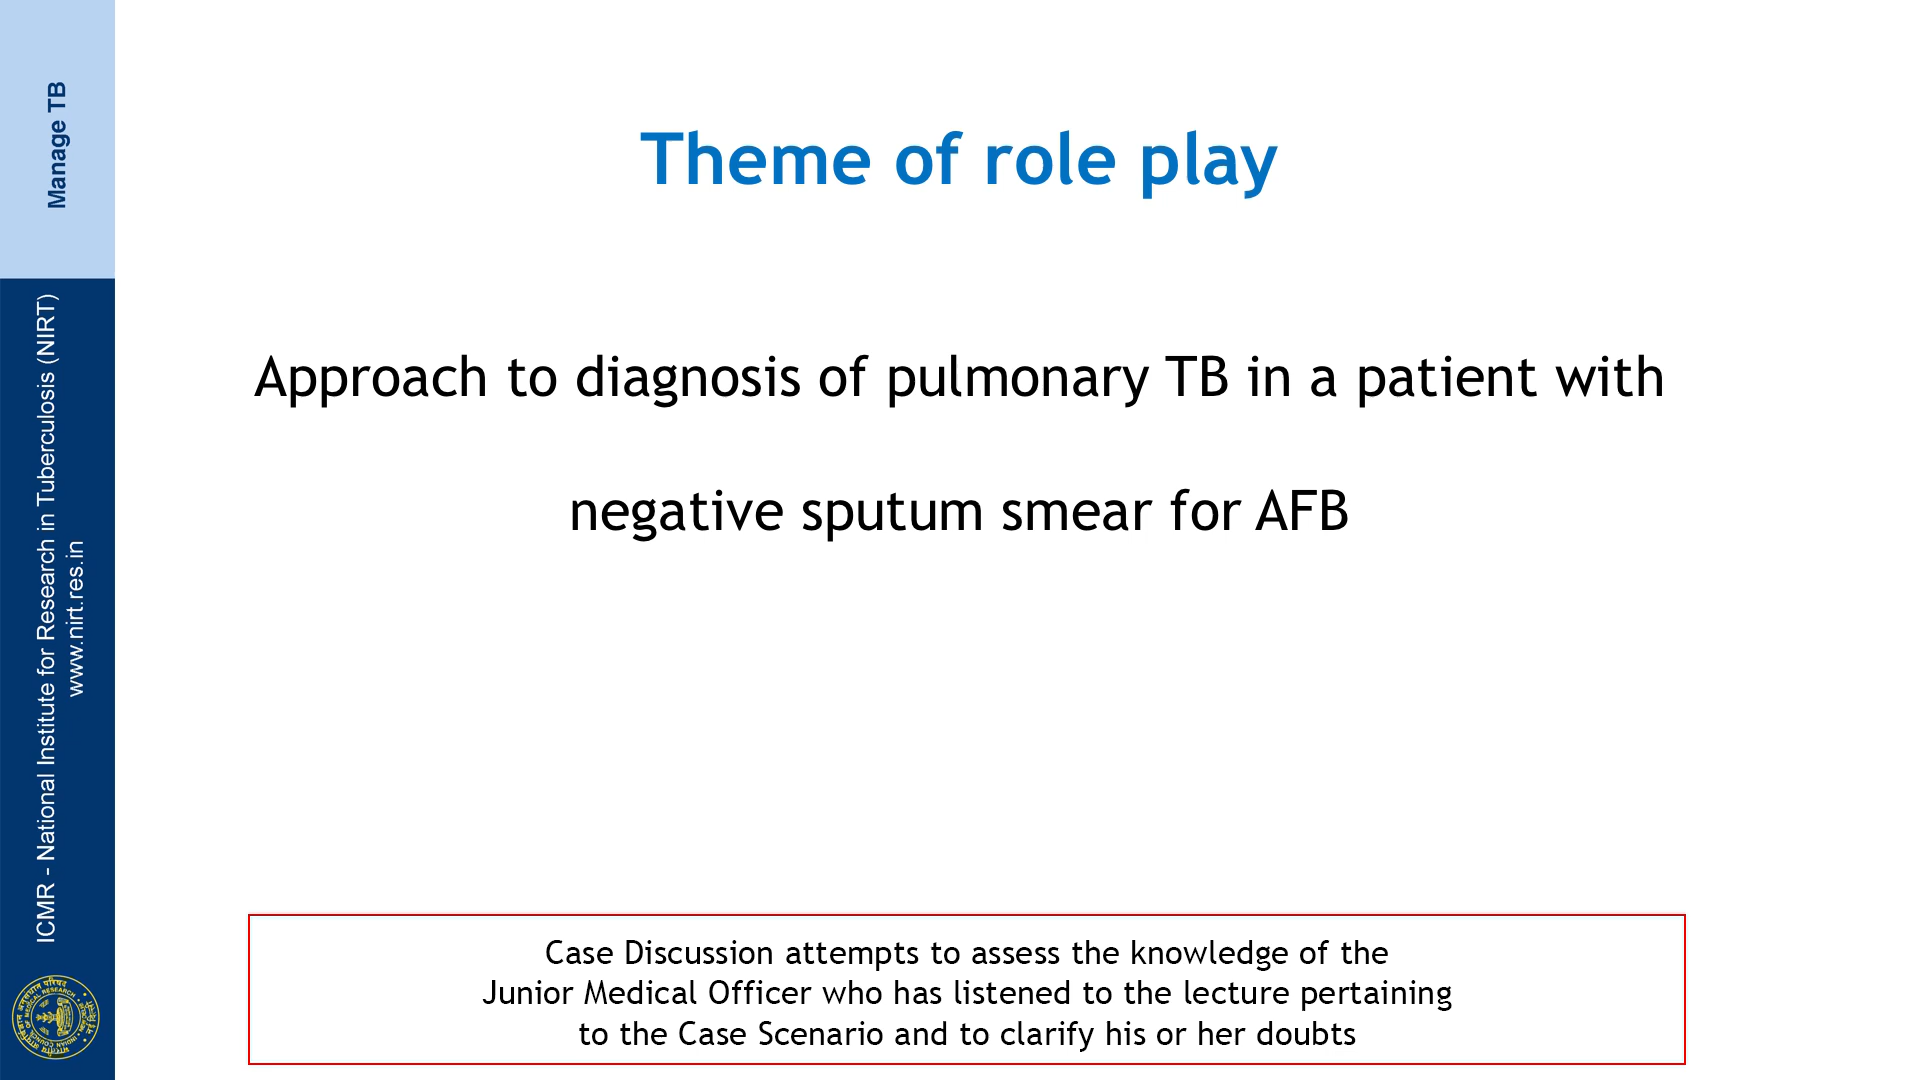 Manage TB
ICMR - National Institute for Research in Tuberculosis (NIRT)
www.nirt.res.in
Theme of role play
Approach to diagnosis of pulmonary TB in a patient with
negative sputum smear for AFB
Case Discussion attempts to assess the knowledge of the
Junior Medical Officer who has listened to the lecture pertaining
to the Case Scenario and to clarify his or her doubts